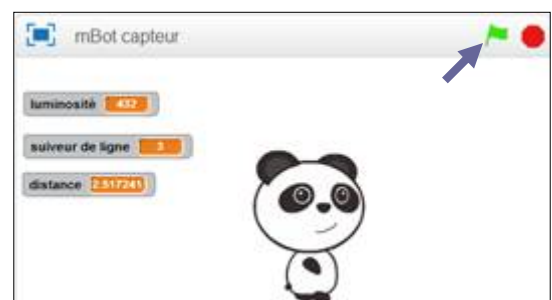 mBot capteur
luminosité 432
suiveur de ligne 3
distance 2.517241